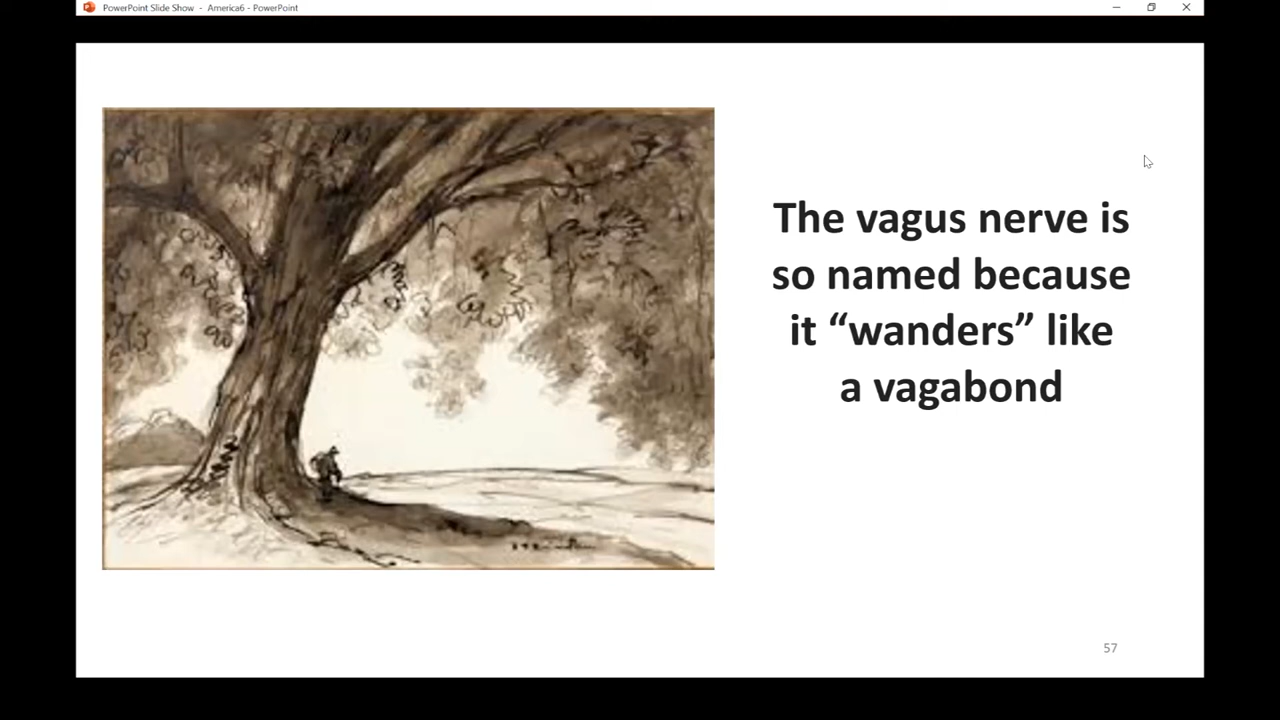 PowerPoint Slide Show - America6 - PowerPoint
The vagus nerve is
so named because
it “wanders” like
a vagabond
57